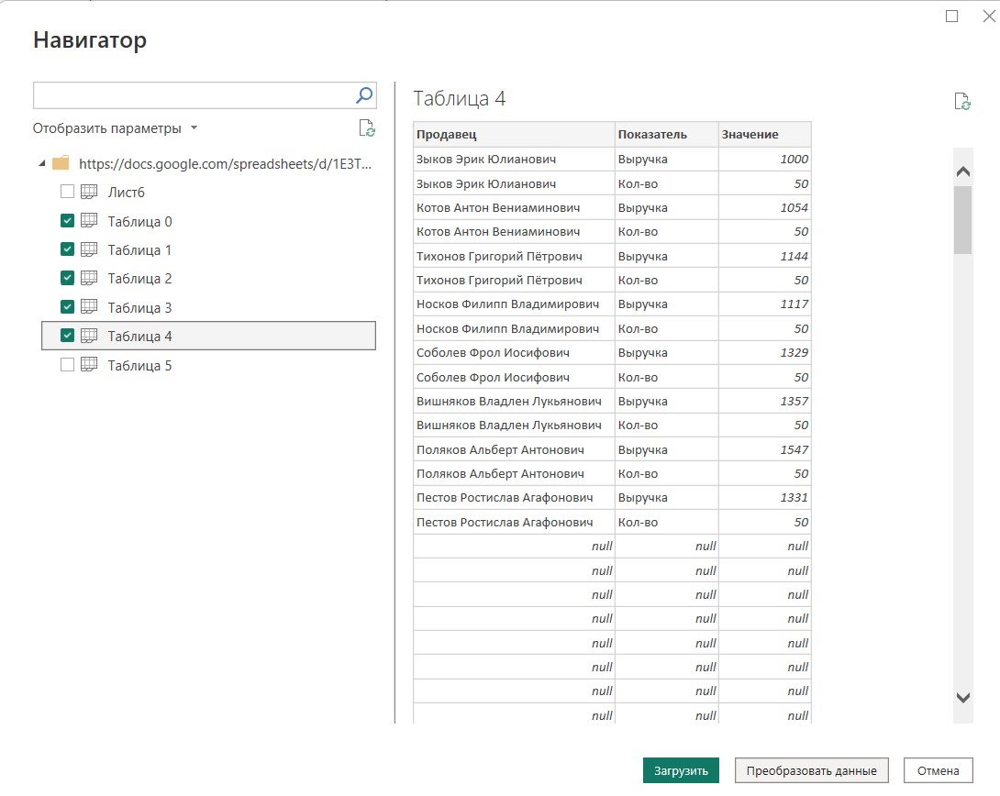 Навигатор
Отобразить параметры
https://docs.google.com/spreadsheets/d/1E3T...
Лист6
Таблица 0
Таблица 1
Таблица 2
Таблица 3
Таблица 4
Таблица 5
Таблица 4
Продавец Показатель Значение
Зыков Эрик Юлианович Выручка 1000
Зыков Эрик Юлианович Кол-во 50
Котов Антон Вениаминович Выручка 1054
Котов Антон Вениаминович Кол-во 50
Тихонов Григорий Пётрович Выручка 1144
Тихонов Григорий Пётрович Кол-во 50
Носков Филипп Владимирович Выручка 1117
Носков Филипп Владимирович Кол-во 50
Соболев Фрол Иосифович Выручка 1329
Соболев Фрол Иосифович Кол-во 50
Вишняков Владлен Лукьянович Выручка 1357
Вишняков Владлен Лукьянович Кол-во 50
Поляков Альберт Антонович Выручка 1547
Поляков Альберт Антонович Кол-во 50
Пестов Ростислав Агафонович Выручка 1331
Пестов Ростислав Агафонович Кол-во 50
null null null
null null null
null null null
null null null
null null null
null null null
null null null
null null null
Загрузить Преобразовать данные Отмена